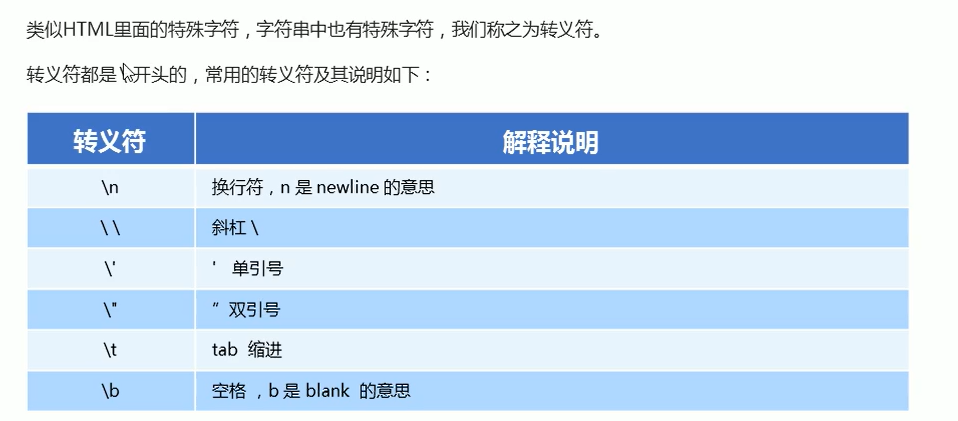 类似HTML里面的特殊字符，字符串中也有特殊字符，我们称之为转义符。
转义符都是 \ 开头的，常用的转义符及其说明如下：
转义符 解释说明
\n 换行符，n 是 newline 的意思
\ \ 斜杠 \
\' ' 单引号
\" ” 双引号
\t tab 缩进
\b 空格 ，b 是 blank 的意思